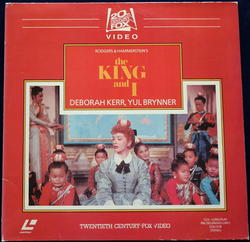 20th
CENTURY
FOX
VIDEO
RODGERS & HAMMERSTEIN'S
the
KING
and
I
DEBORAH KERR, YUL BRYNNER
TWENTIETH CENTURY-FOX VIDEO